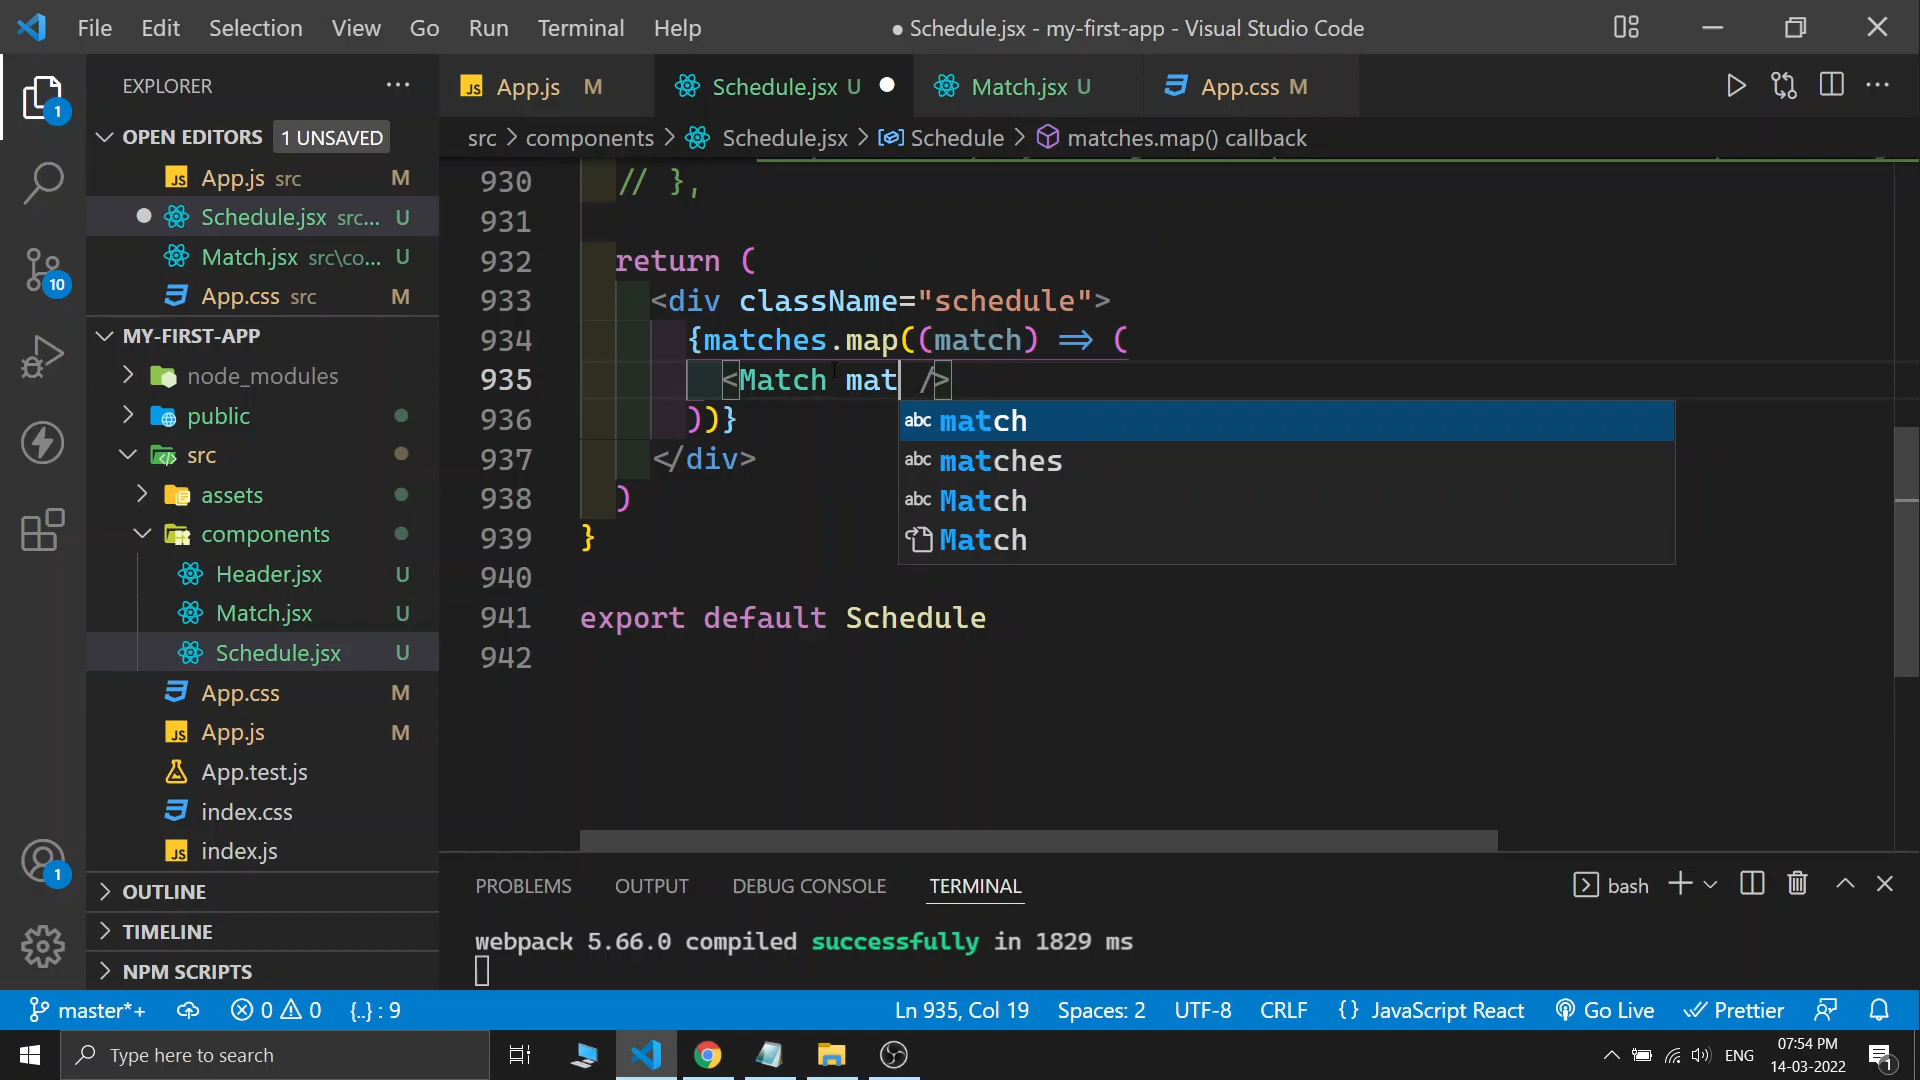 File Edit Selection View Go Run Terminal Help
● Schedule.jsx - my-first-app - Visual Studio Code
EXPLORER
OPEN EDITORS 1 UNSAVED
App.js src M
Schedule.jsx src... U
Match.jsx src\co... U
App.css src M
MY-FIRST-APP
node_modules
public
src
assets
components
Header.jsx U
Match.jsx U
Schedule.jsx U
App.css M
App.js M
App.test.js
index.css
index.js
OUTLINE
TIMELINE
NPM SCRIPTS
1
10
1
App.js M Schedule.jsx U Match.jsx U App.css M
src > components > Schedule.jsx > Schedule > matches.map() callback
930 // },
931
932 return (
933 <div className="schedule">
934 {matches.map((match) => (
935 <Match mat />
936 ))}
937 </div>
938 )
939 }
940
941 export default Schedule
942
abc match
abc matches
abc Match
Match
PROBLEMS OUTPUT DEBUG CONSOLE TERMINAL
bash
webpack 5.66.0 compiled successfully in 1829 ms
master*+ 0 0 {..} : 9
Ln 935, Col 19 Spaces: 2 UTF-8 CRLF {} JavaScript React Go Live Prettier
Type here to search
ENG
07:54 PM
14-03-2022
1